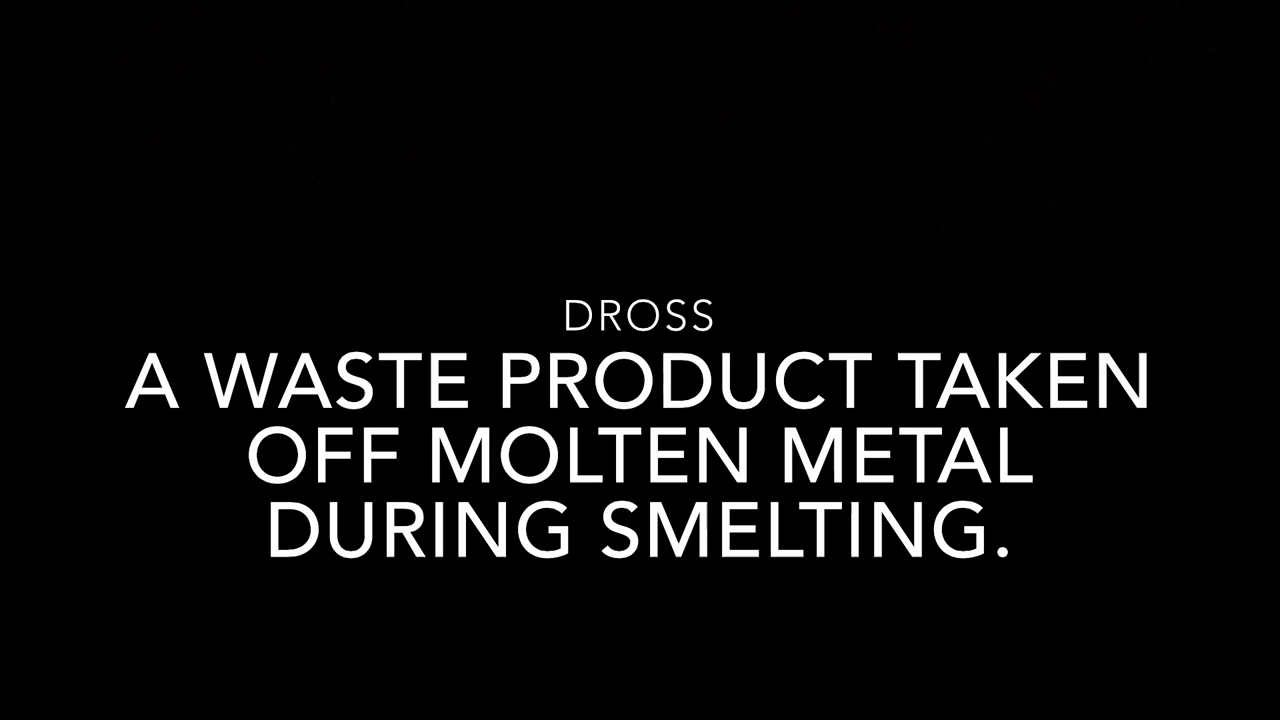 DROSS
A WASTE PRODUCT TAKEN
OFF MOLTEN METAL
DURING SMELTING.